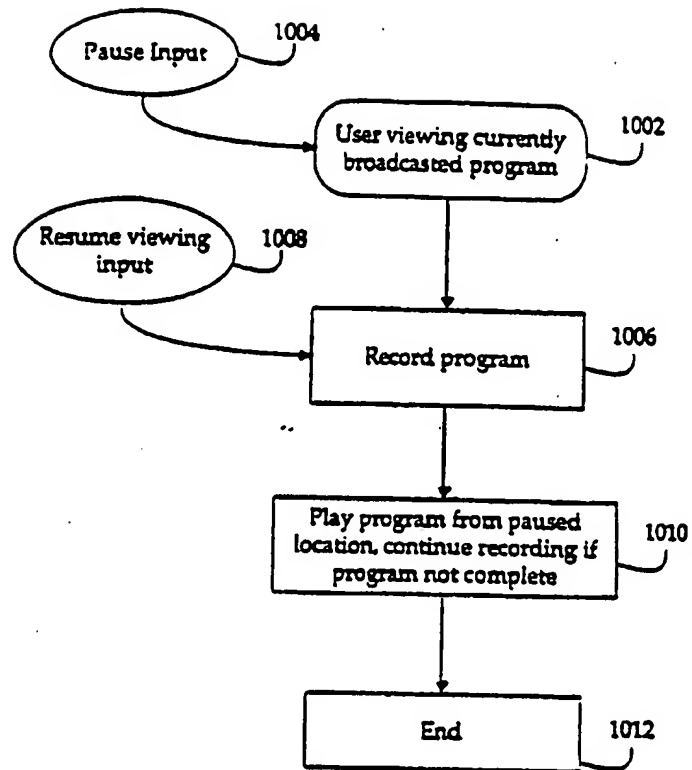 1004
Pause Input
User viewing currently
broadcasted program
1002
Resume viewing
input
1008
Record program
1006
Play program from paused
location, continue recording if
program not complete
1010
End
1012